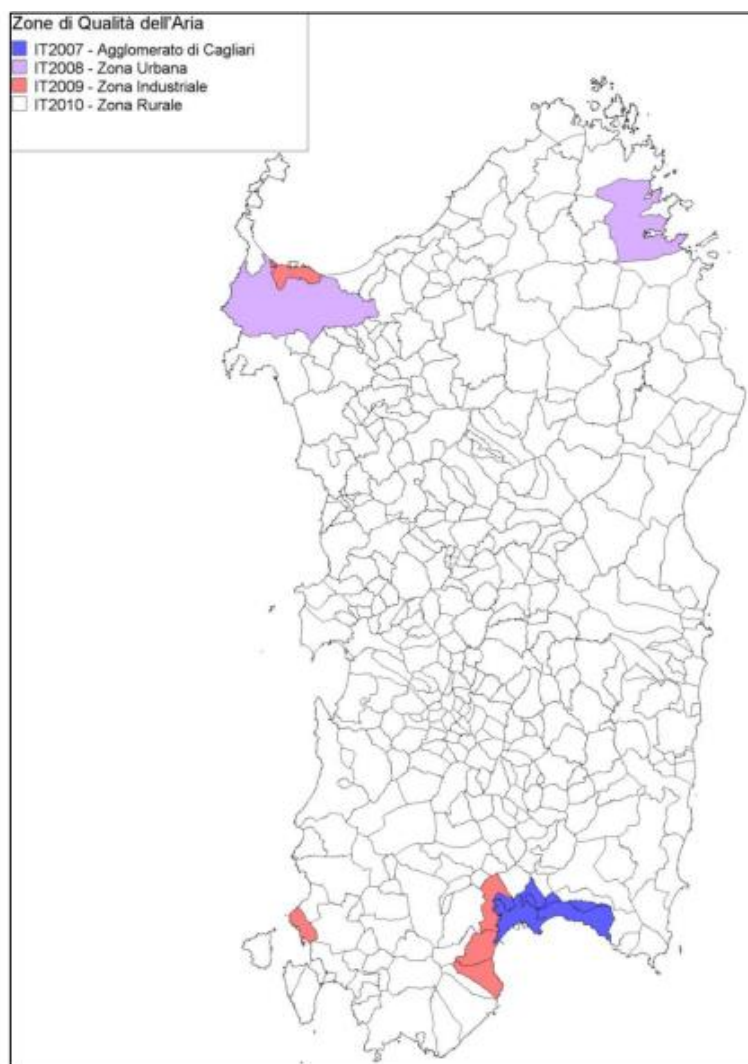 Zone di Qualità dell'Aria
IT2007 - Agglomerato di Cagliari
IT2008 - Zona Urbana
IT2009 - Zona Industriale
IT2010 - Zona Rurale